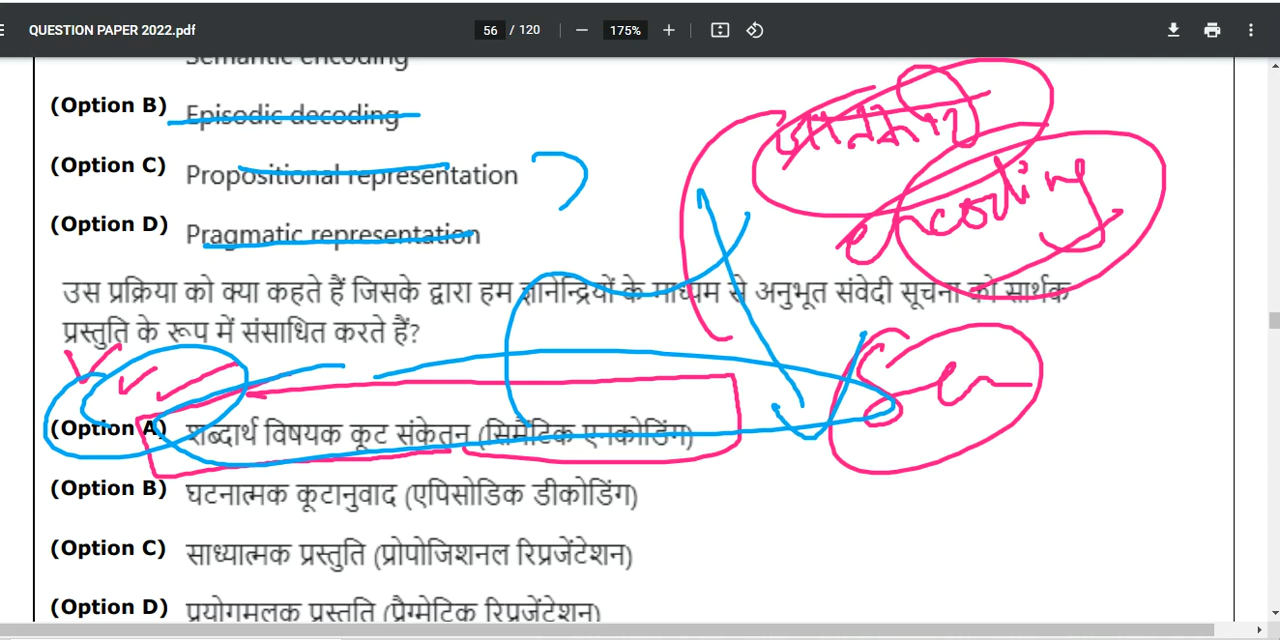 QUESTION PAPER 2022.pdf
56 / 120
175%
Semantic encoding
(Option B) Episodic decoding
(Option C) Propositional representation
(Option D) Pragmatic representation
encoding
उस प्रक्रिया को क्या कहते हैं जिसके द्वारा हम ज्ञानेन्द्रियों के माध्यम से अनुभूत संवेदी सूचना को सार्थक
प्रस्तुति के रूप में संसाधित करते हैं?
(Option A) शब्दार्थ विषयक कूट संकेतन (सिमैंटिक एनकोडिंग)
(Option B) घटनात्मक कूटानुवाद (एपिसोडिक डीकोडिंग)
(Option C) साध्यात्मक प्रस्तुति (प्रोपोजिशनल रिप्रजेंटेशन)
(Option D) प्रयोगमूलक प्रस्तुति (प्रैग्मेटिक रिप्रजेंटेशन)